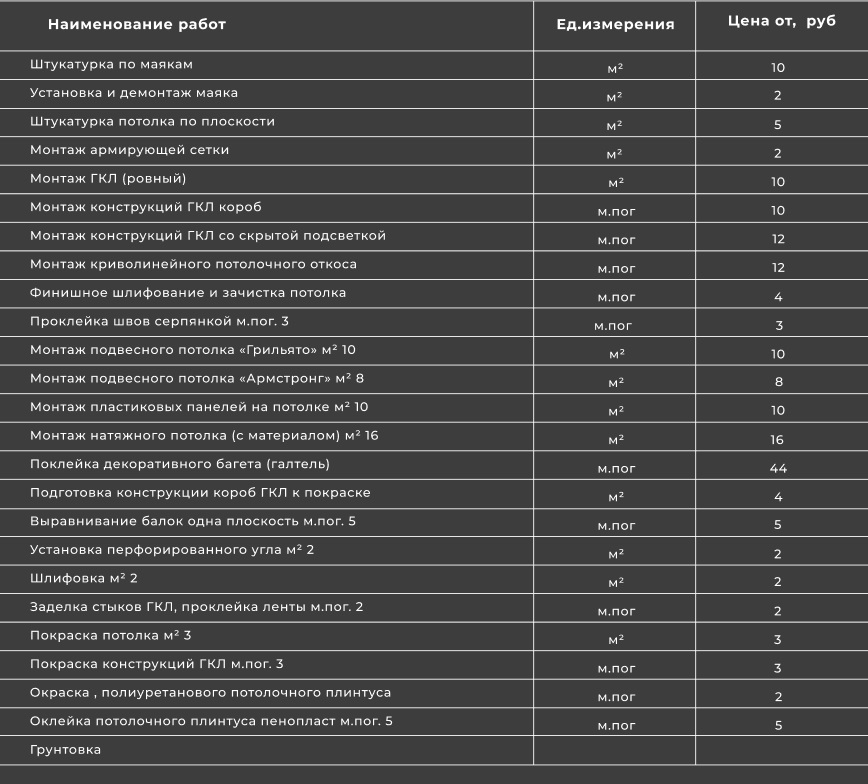 Наименование работ Ед.измерения Цена от, руб
Штукатурка по маякам м² 10
Установка и демонтаж маяка м² 2
Штукатурка потолка по плоскости м² 5
Монтаж армирующей сетки м² 2
Монтаж ГКЛ (ровный) м² 10
Монтаж конструкций ГКЛ короб м.пог 10
Монтаж конструкций ГКЛ со скрытой подсветкой м.пог 12
Монтаж криволинейного потолочного откоса м.пог 12
Финишное шлифование и зачистка потолка м.пог 4
Проклейка швов серпянкой м.пог. 3 м.пог 3
Монтаж подвесного потолка «Грильято» м² 10 м² 10
Монтаж подвесного потолка «Армстронг» м² 8 м² 8
Монтаж пластиковых панелей на потолке м² 10 м² 10
Монтаж натяжного потолка (с материалом) м² 16 м² 16
Поклейка декоративного багета (галтель) м.пог 44
Подготовка конструкции короб ГКЛ к покраске м² 4
Выравнивание балок одна плоскость м.пог. 5 м.пог 5
Установка перфорированного угла м² 2 м² 2
Шлифовка м² 2 м² 2
Заделка стыков ГКЛ, проклейка ленты м.пог. 2 м.пог 2
Покраска потолка м² 3 м² 3
Покраска конструкций ГКЛ м.пог. 3 м.пог 3
Окраска , полиуретанового потолочного плинтуса м.пог 2
Оклейка потолочного плинтуса пенопласт м.пог. 5 м.пог 5
Грунтовка